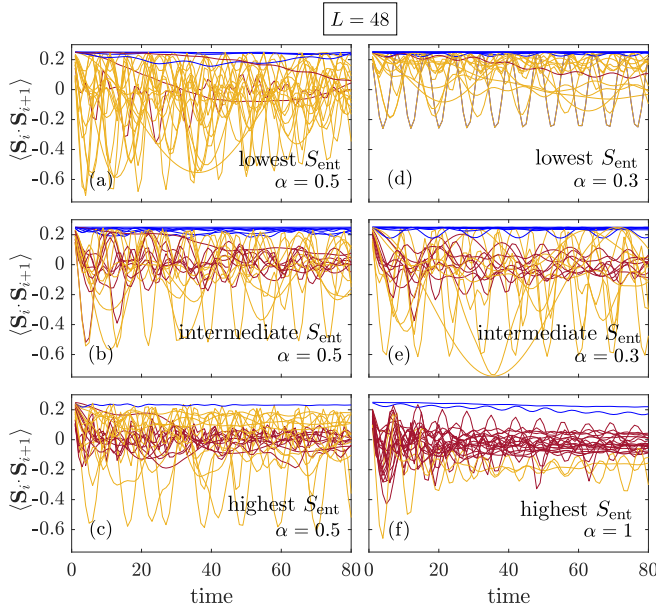 L = 48
0.2
0
-0.2
-0.4
-0.6
⟨S_i · S_{i+1}⟩
(a)
lowest S_ent
α = 0.5
(d)
lowest S_ent
α = 0.3
0.2
0
-0.2
-0.4
-0.6
⟨S_i · S_{i+1}⟩
(b)
intermediate S_ent
α = 0.5
(e)
intermediate S_ent
α = 0.3
0.2
0
-0.2
-0.4
-0.6
⟨S_i · S_{i+1}⟩
(c)
highest S_ent
α = 0.5
(f)
highest S_ent
α = 1
0 20 40 60 80
0 20 40 60 80
time
time